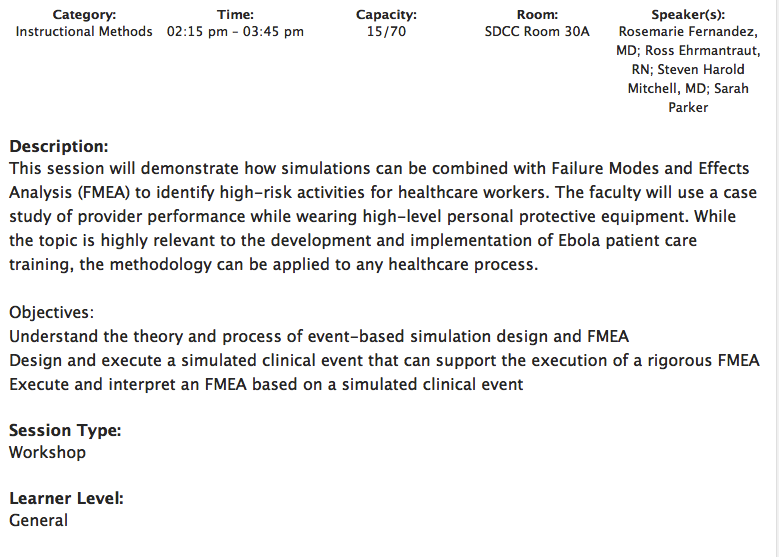 Category: Time: Capacity: Room: Speaker(s):
Instructional Methods 02:15 pm – 03:45 pm 15/70 SDCC Room 30A Rosemarie Fernandez,
MD; Ross Ehrmantraut,
RN; Steven Harold
Mitchell, MD; Sarah
Parker
Description:
This session will demonstrate how simulations can be combined with Failure Modes and Effects
Analysis (FMEA) to identify high-risk activities for healthcare workers. The faculty will use a case
study of provider performance while wearing high-level personal protective equipment. While
the topic is highly relevant to the development and implementation of Ebola patient care
training, the methodology can be applied to any healthcare process.
Objectives:
Understand the theory and process of event-based simulation design and FMEA
Design and execute a simulated clinical event that can support the execution of a rigorous FMEA
Execute and interpret an FMEA based on a simulated clinical event
Session Type:
Workshop
Learner Level:
General